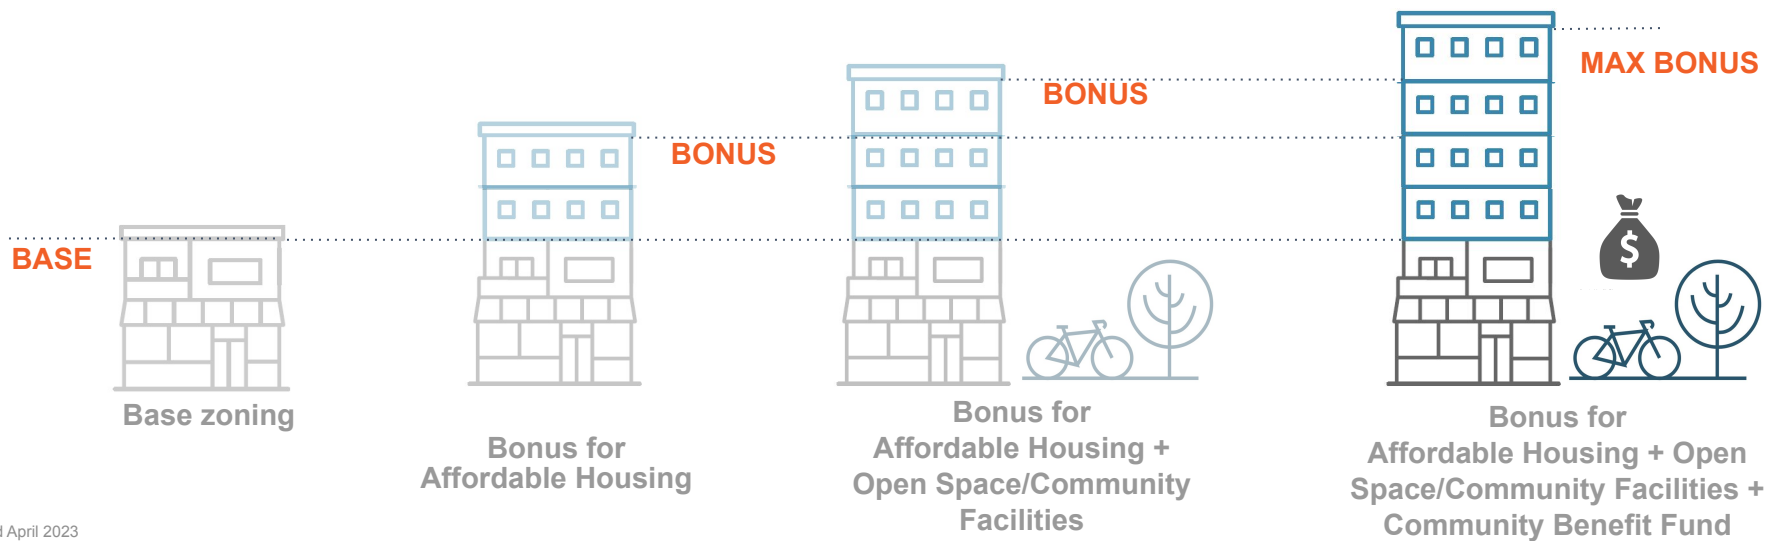 MAX BONUS
BONUS
BONUS
BASE
$
Base zoning
Bonus for
Affordable Housing
Bonus for
Affordable Housing +
Open Space/Community
Facilities
Bonus for
Affordable Housing + Open
Space/Community Facilities +
Community Benefit Fund
April 2023